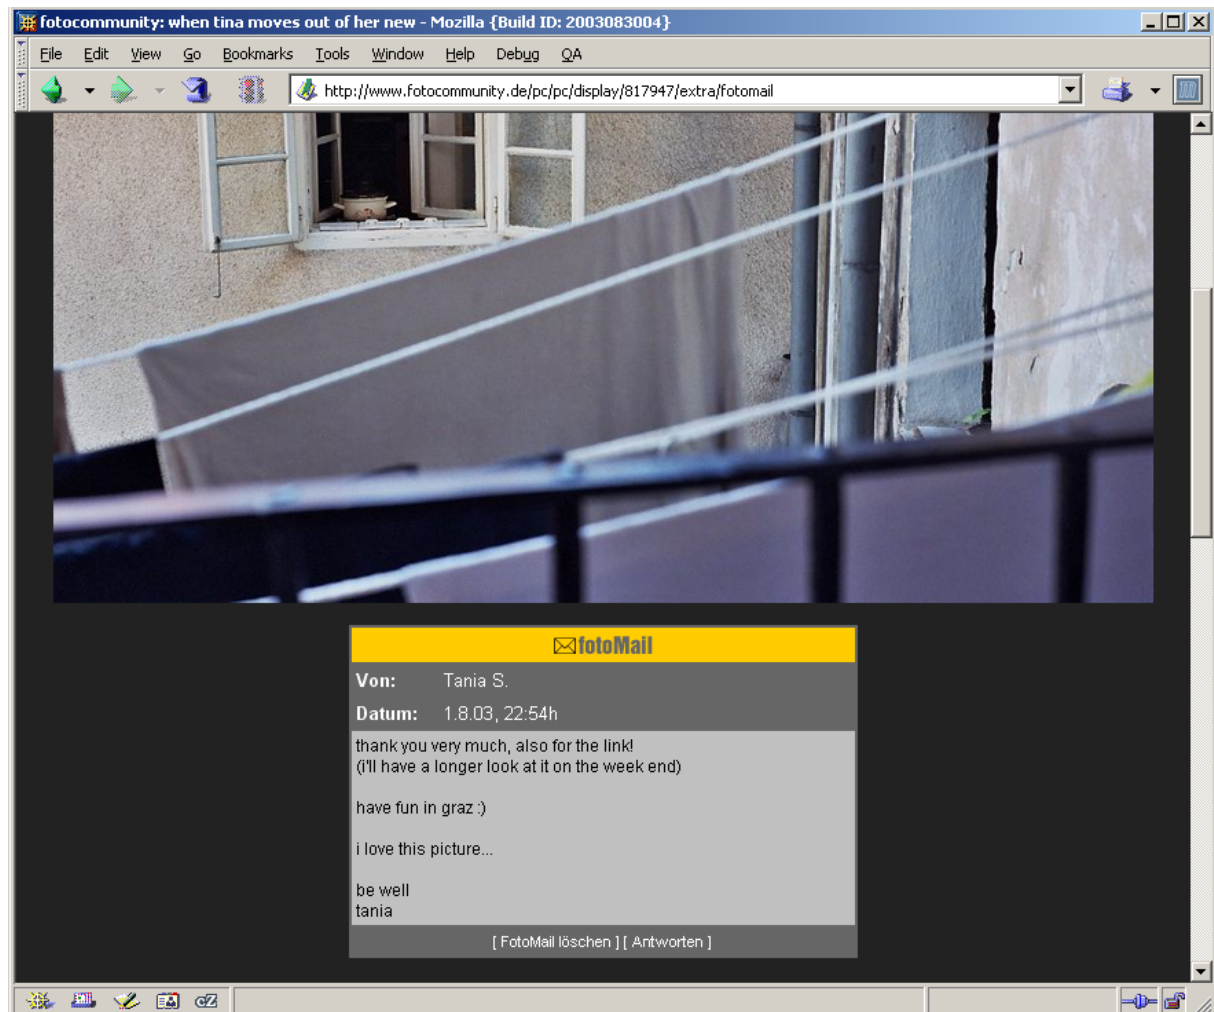 fotocommunity: when tina moves out of her new - Mozilla {Build ID: 2003083004}
File Edit View Go Bookmarks Tools Window Help Debug QA
http://www.fotocommunity.de/pc/pc/display/817947/extra/fotomail
fotoMail
Von: Tania S.
Datum: 1.8.03, 22:54h
thank you very much, also for the link!
(i'll have a longer look at it on the week end)
have fun in graz :)
i love this picture...
be well
tania
[ FotoMail löschen ] [ Antworten ]
cZ